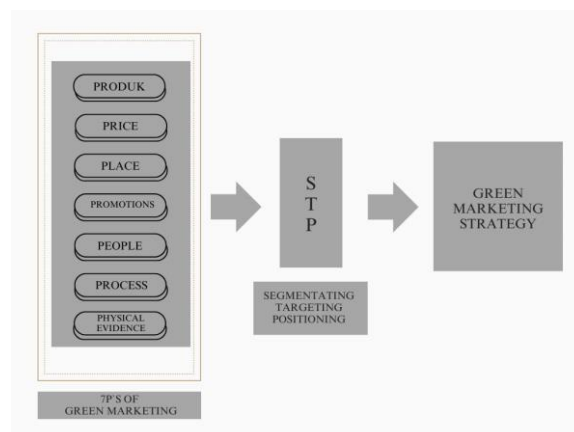 PRODUK
PRICE
PLACE
PROMOTIONS
PEOPLE
PROCESS
PHYSICAL
EVIDENCE
7P`S OF
GREEN MARKETING
S
T
P
SEGMENTATING
TARGETING
POSITIONING
GREEN
MARKETING
STRATEGY